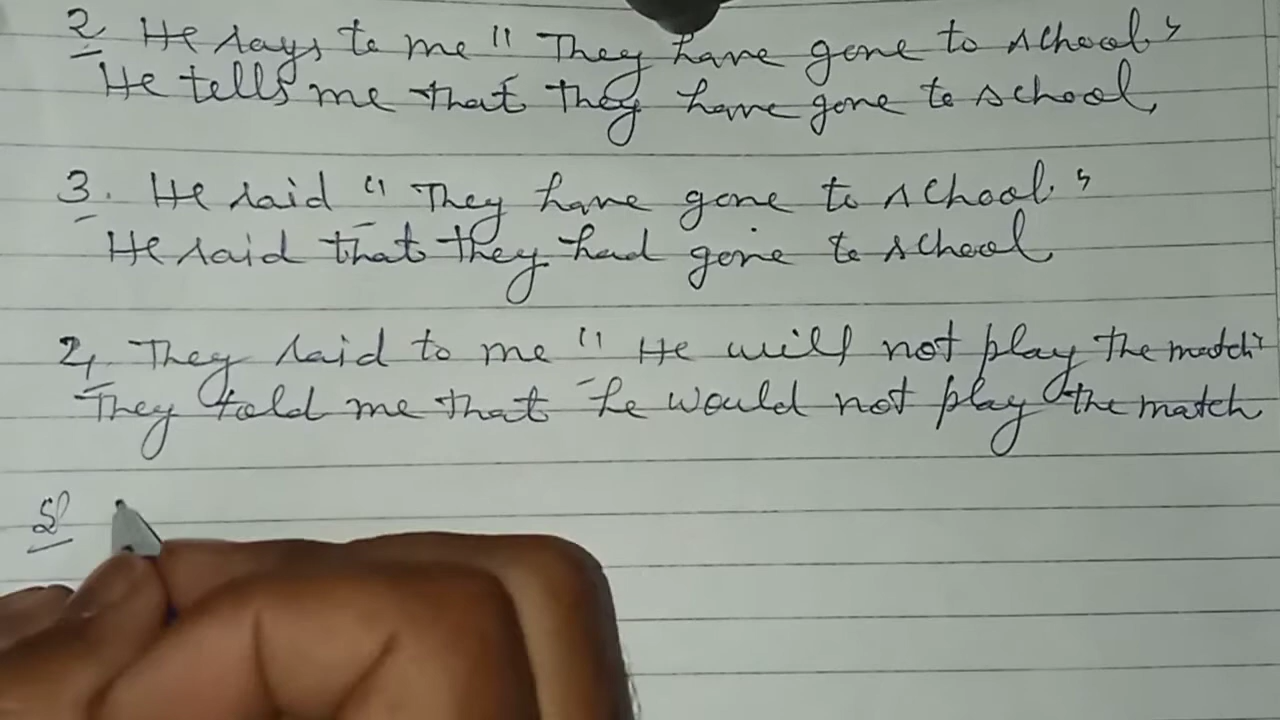 2 He says to me " They have gone to school"
He tells me that they have gone to school.
3. He said " They have gone to school."
He said that they had gone to school.
4. They said to me " He will not play the match"
They told me that he would not play the match